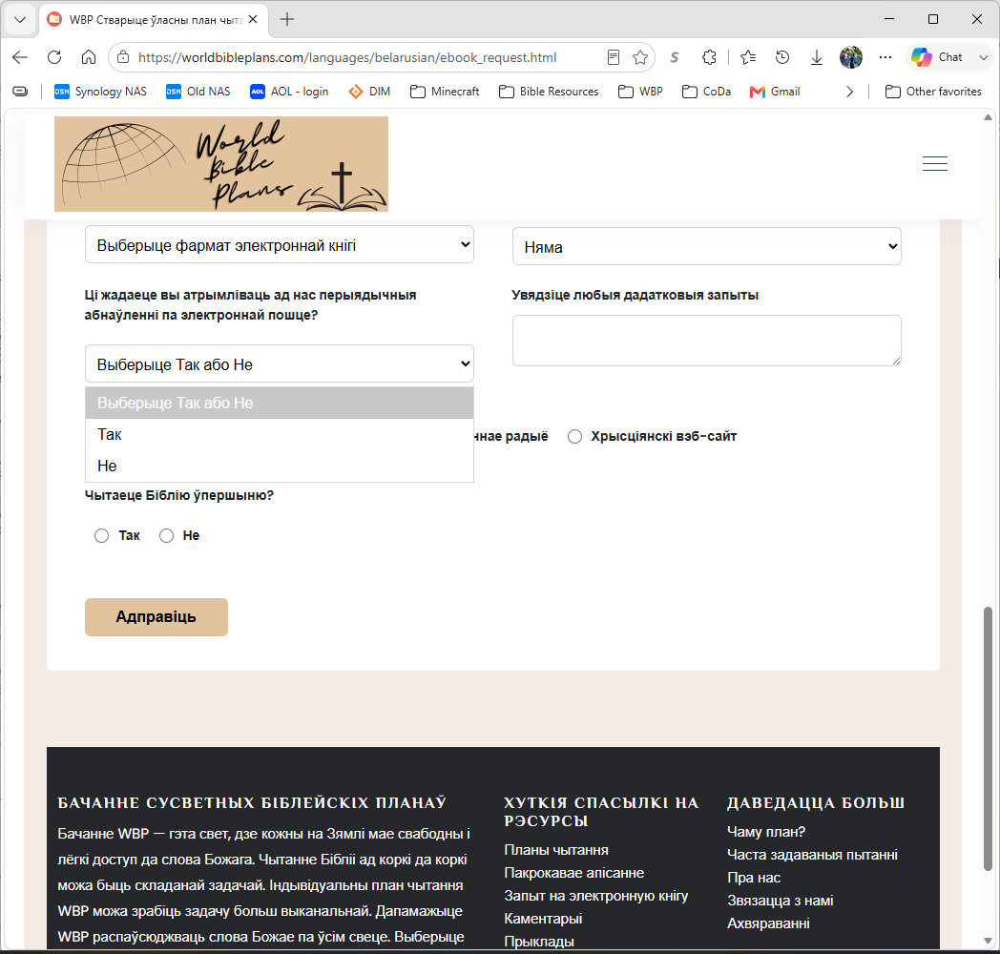 WBP Стварыце ўласны план чыта
https://worldbibleplans.com/languages/belarusian/ebook_request.html
Chat
DSM Synology NAS
DSM Old NAS
AOL AOL - login
DIM
Minecraft
Bible Resources
WBP
CoDa
Gmail
Other favorites
World
Bible
Plans
Выберыце фармат электроннай кнігі
Няма
Ці жадаеце вы атрымліваць ад нас перыядычныя
абнаўленні па электроннай пошце?
Увядзіце любыя дадатковыя запыты
Выберыце Так або Не
Выберыце Так або Не
Так
Не
ннае радыё
Хрысціянскі вэб-сайт
Чытаеце Біблію ўпершыню?
Так
Не
Адправіць
БАЧАННЕ СУСВЕТНЫХ БІБЛЕЙСКІХ ПЛАНАЎ
Бачанне WBP — гэта свет, дзе кожны на Зямлі мае свабодны і
лёгкі доступ да слова Божага. Чытанне Бібліі ад коркі да коркі
можа быць складанай задачай. Індывідуальны план чытання
WBP можа зрабіць задачу больш выканальнай. Дапамажыце
WBP распаўсюджваць слова Божае па ўсім свеце. Выберыце
ХУТКІЯ СПАСЫЛКІ НА
РЭСУРСЫ
Планы чытання
Пакрокавае апісанне
Запыт на электронную кнігу
Каментарыі
Прыклады
ДАВЕДАЦЦА БОЛЬШ
Чаму план?
Часта задаваныя пытанні
Пра нас
Звязацца з намі
Ахвяраванні